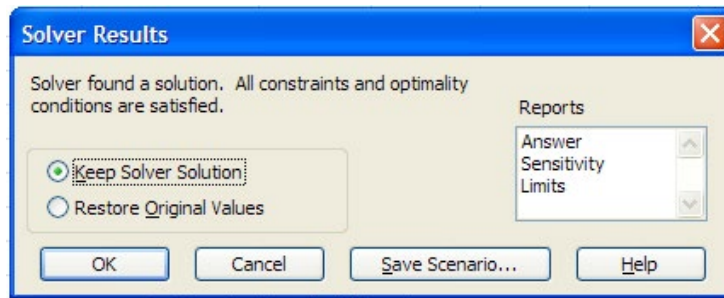 Solver Results
Solver found a solution.  All constraints and optimality
conditions are satisfied.
Reports
Answer
Sensitivity
Limits
Keep Solver Solution
Restore Original Values
OK Cancel Save Scenario... Help